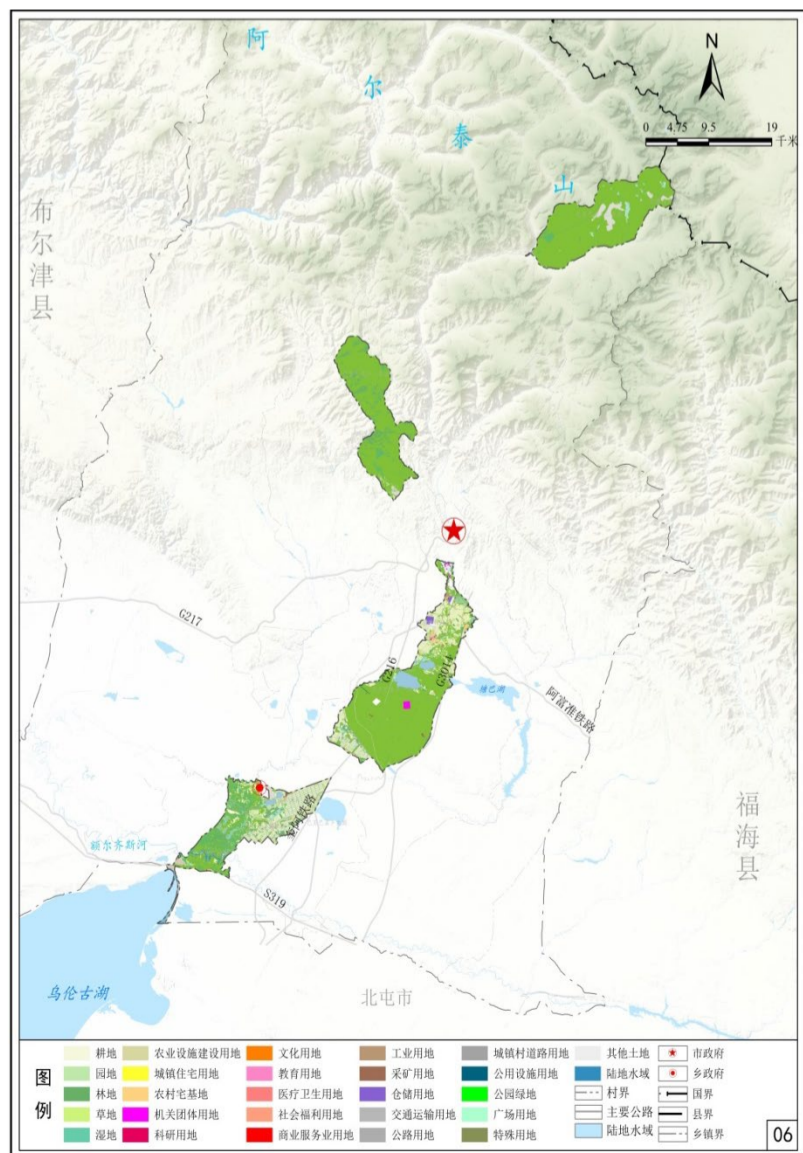 阿
尔
泰
山
N
0 4.75 9.5 19
千米
布尔津县
G217
G216
G3014
塘巴湖
阿富准铁路
福海县
额尔齐斯河
S319
乌伦古湖
北屯市
图例
耕地 农业设施建设用地 文化用地 工业用地 城镇村道路用地 其他土地 市政府
园地 城镇住宅用地 教育用地 采矿用地 公用设施用地 陆地水域 乡政府
林地 农村宅基地 医疗卫生用地 仓储用地 公园绿地 村界 国界
草地 机关团体用地 社会福利用地 交通运输用地 广场用地 主要公路 县界
湿地 科研用地 商业服务业用地 公路用地 特殊用地 陆地水域 乡镇界
06